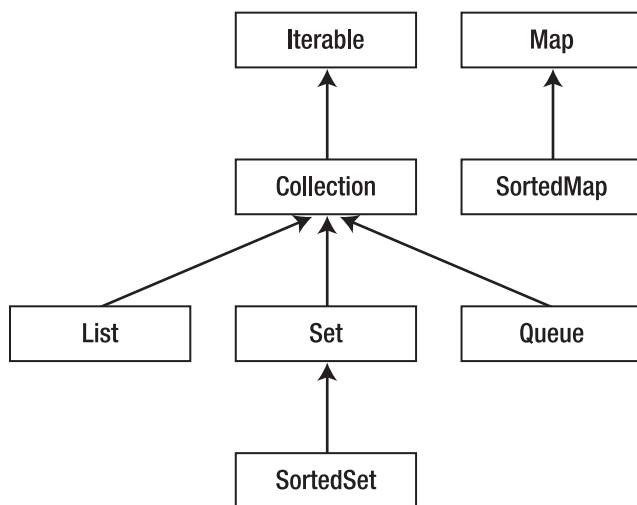 Iterable
Map
Collection
SortedMap
List
Set
Queue
SortedSet